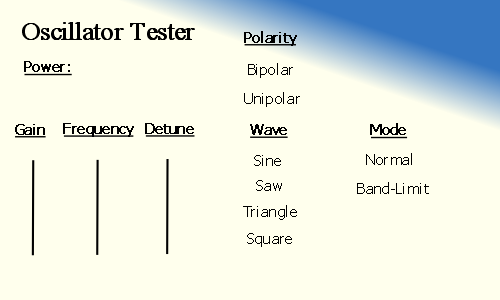 Oscillator Tester
Power:
Polarity
Bipolar
Unipolar
Gain Frequency Detune
Wave
Sine
Saw
Triangle
Square
Mode
Normal
Band-Limit